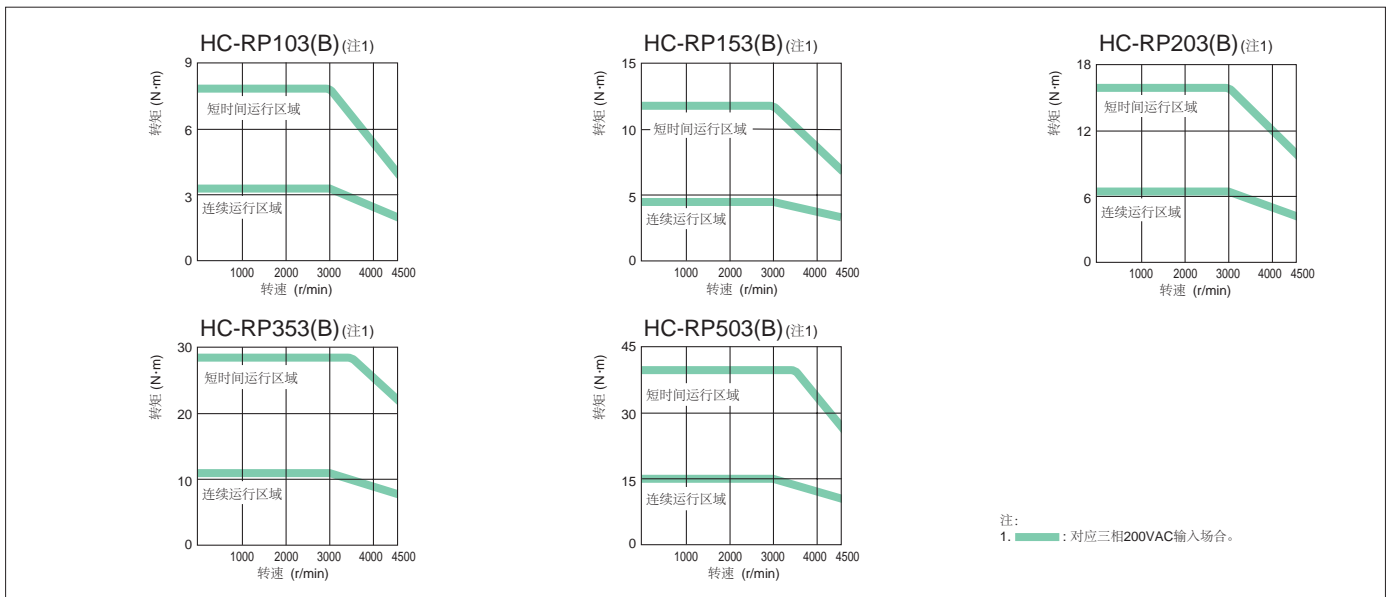 HC-RP103(B)(注1)
转矩 (N·m)
9
6
3
0
短时间运行区域
连续运行区域
1000 2000 3000 4000 4500
转速 (r/min)
HC-RP153(B)(注1)
转矩 (N·m)
15
10
5
0
短时间运行区域
连续运行区域
1000 2000 3000 4000 4500
转速 (r/min)
HC-RP203(B)(注1)
转矩 (N·m)
18
12
6
0
短时间运行区域
连续运行区域
1000 2000 3000 4000 4500
转速 (r/min)
HC-RP353(B)(注1)
转矩 (N·m)
30
20
10
0
短时间运行区域
连续运行区域
1000 2000 3000 4000 4500
转速 (r/min)
HC-RP503(B)(注1)
转矩 (N·m)
45
30
15
0
短时间运行区域
连续运行区域
1000 2000 3000 4000 4500
转速 (r/min)
注:
1. : 对应三相200VAC输入场合。